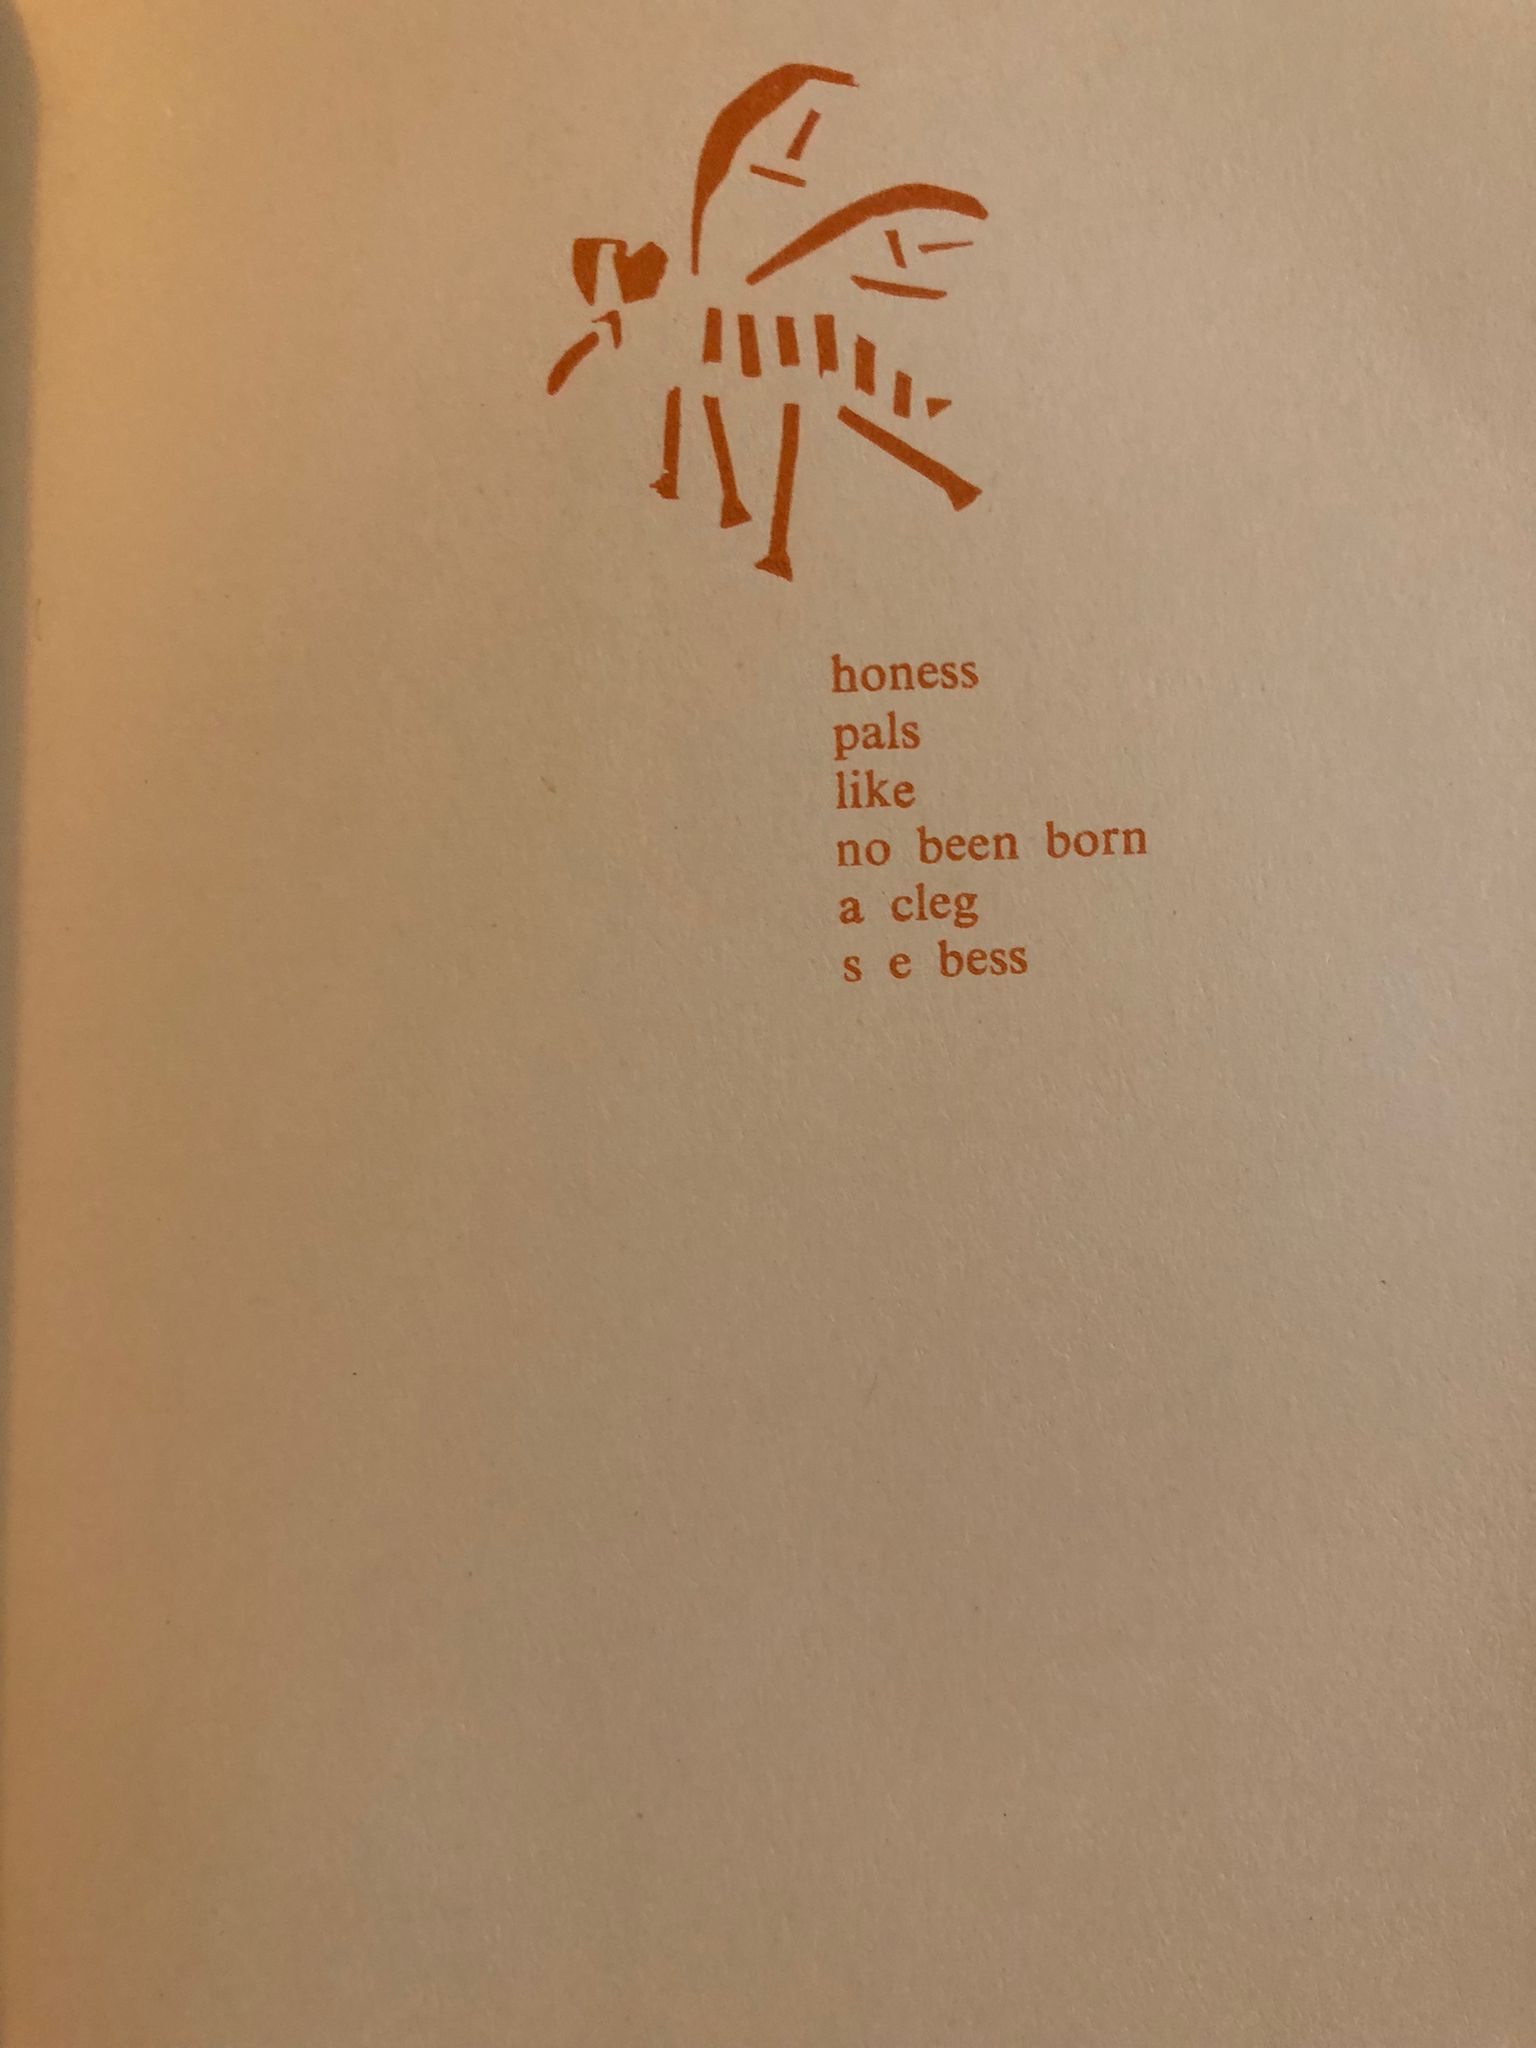 honess
pals
like
no been born
a cleg
s e bess